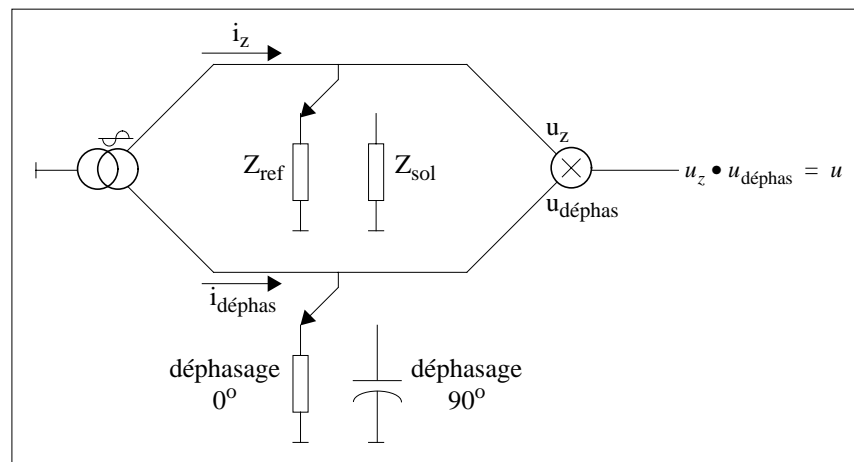 i_z
u_z
Z_ref
Z_sol
u_z • u_déphas = u
u_déphas
i_déphas
déphasage
0°
déphasage
90°